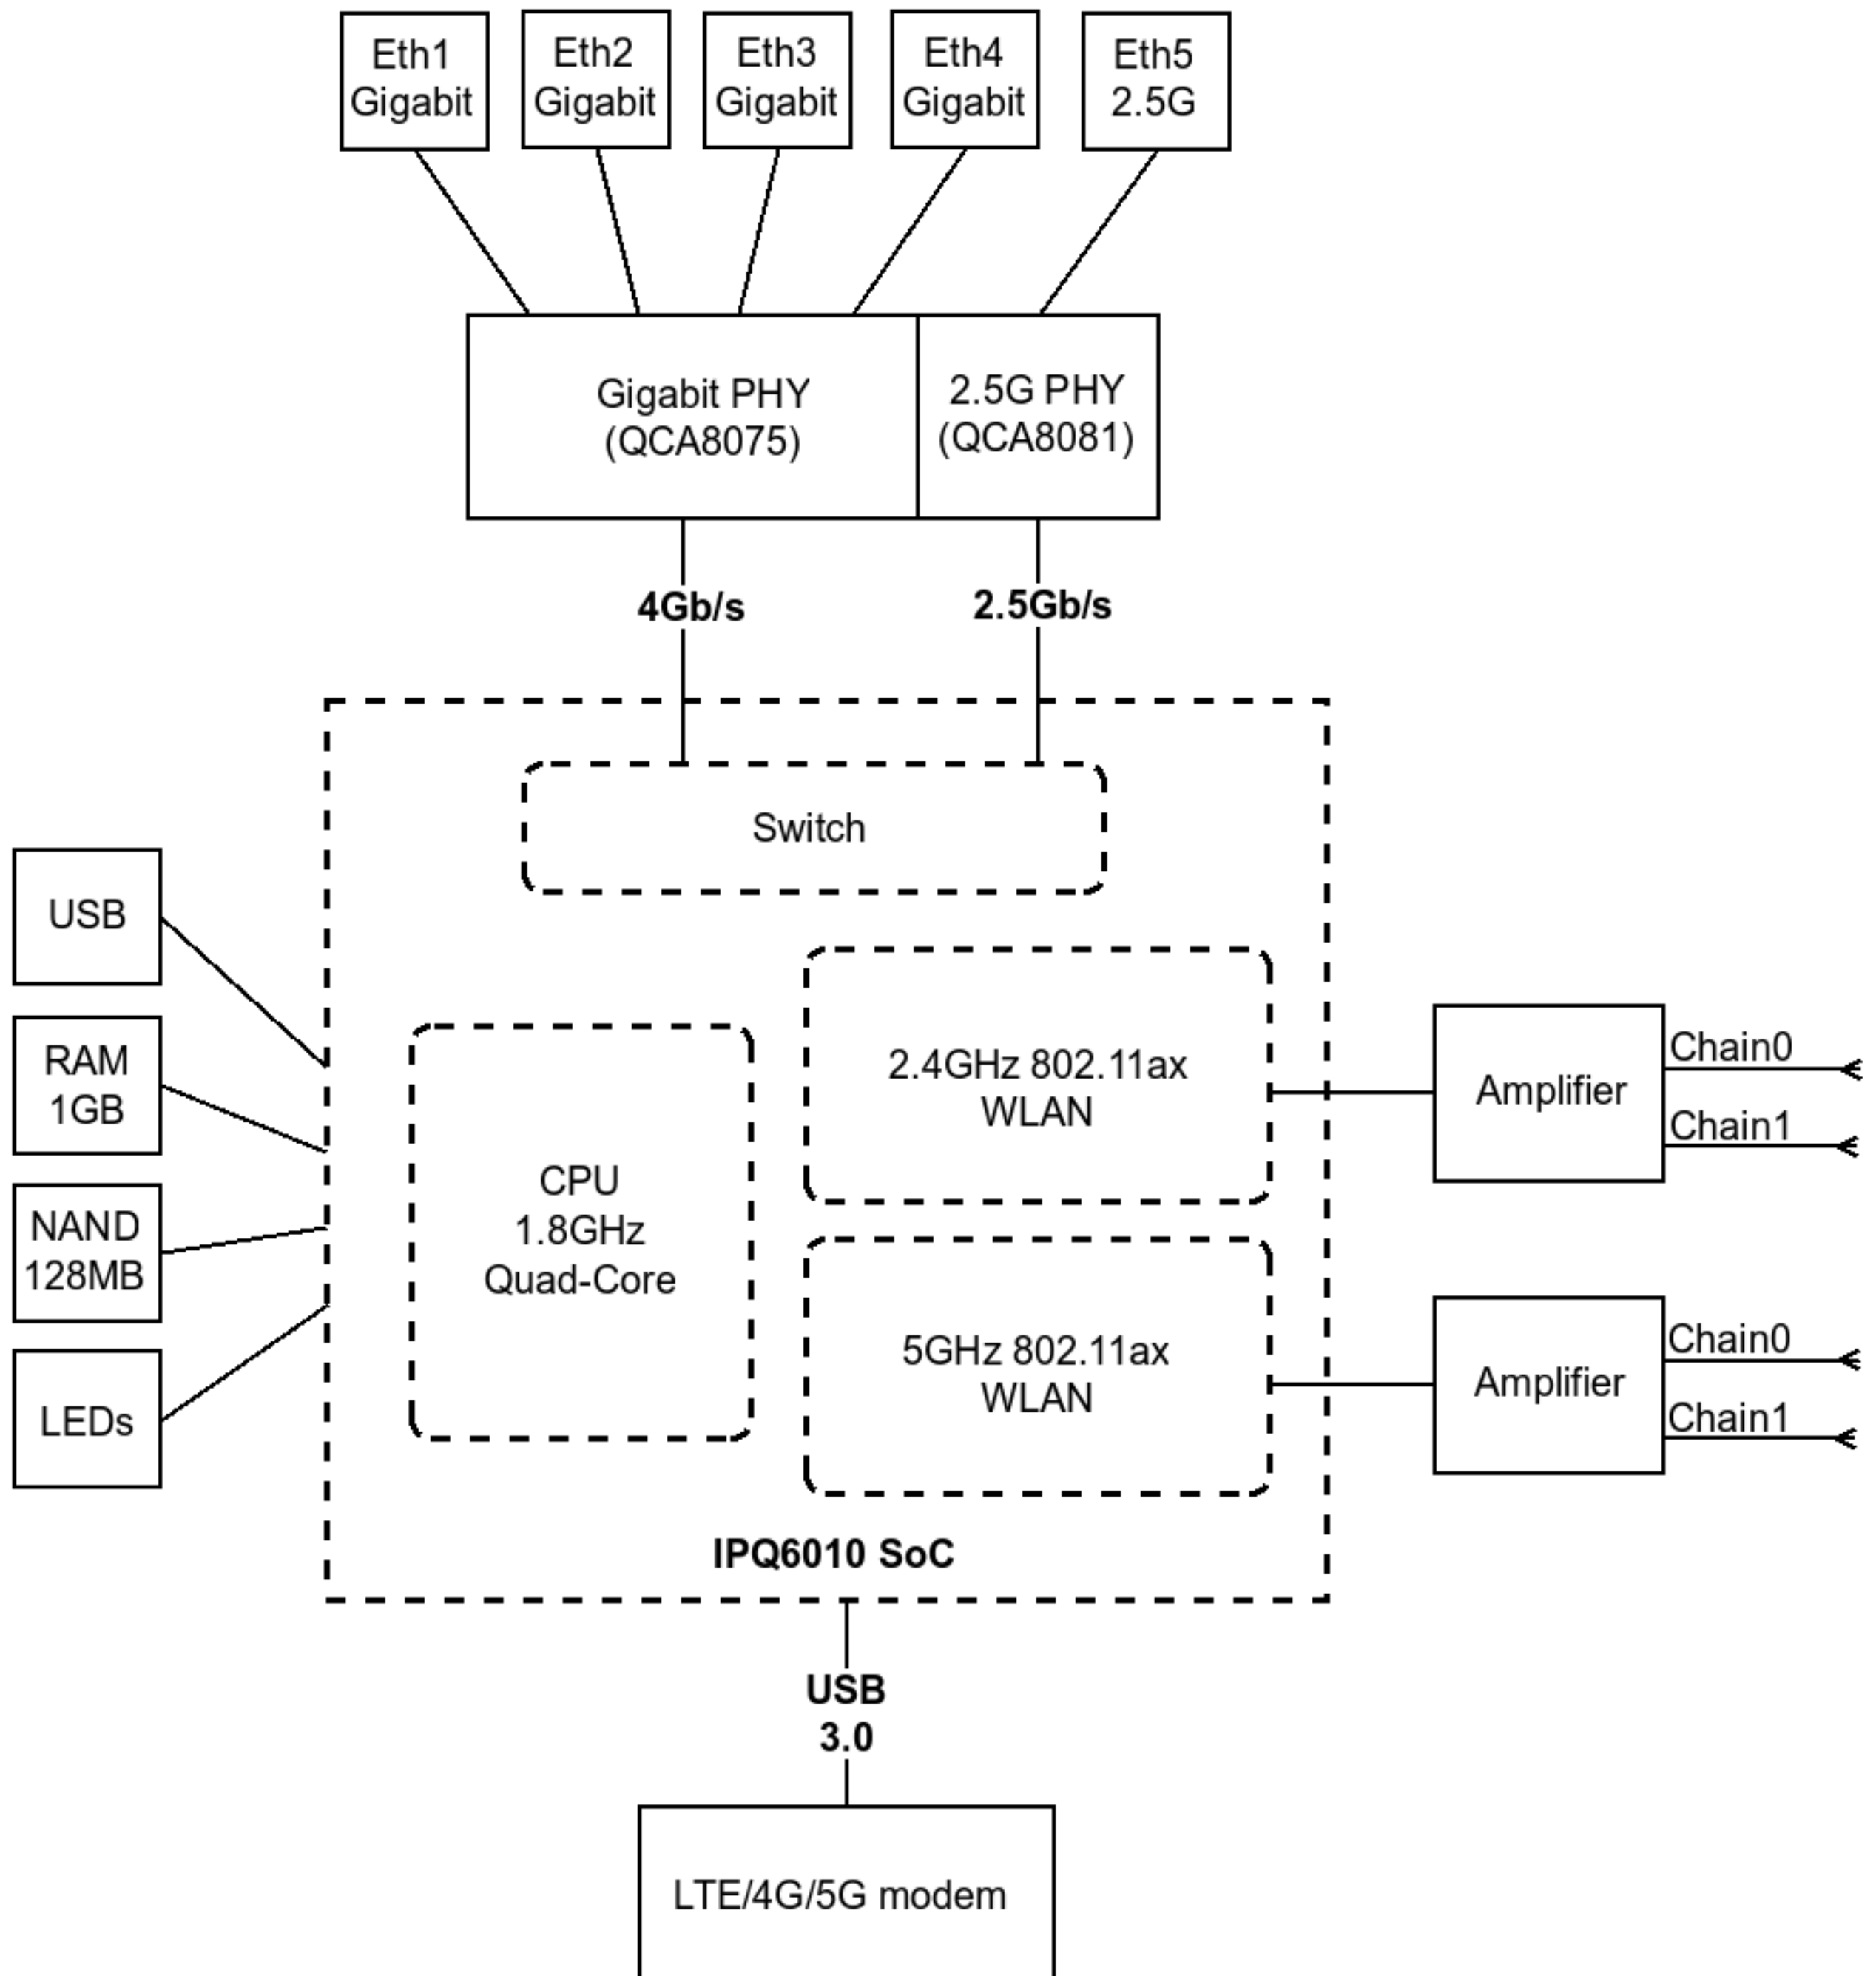 Eth1
Gigabit
Eth2
Gigabit
Eth3
Gigabit
Eth4
Gigabit
Eth5
2.5G
Gigabit PHY
(QCA8075)
2.5G PHY
(QCA8081)
4Gb/s
2.5Gb/s
Switch
USB
RAM
1GB
NAND
128MB
LEDs
CPU
1.8GHz
Quad-Core
2.4GHz 802.11ax
WLAN
5GHz 802.11ax
WLAN
Amplifier
Chain0
Chain1
Amplifier
Chain0
Chain1
IPQ6010 SoC
USB
3.0
LTE/4G/5G modem